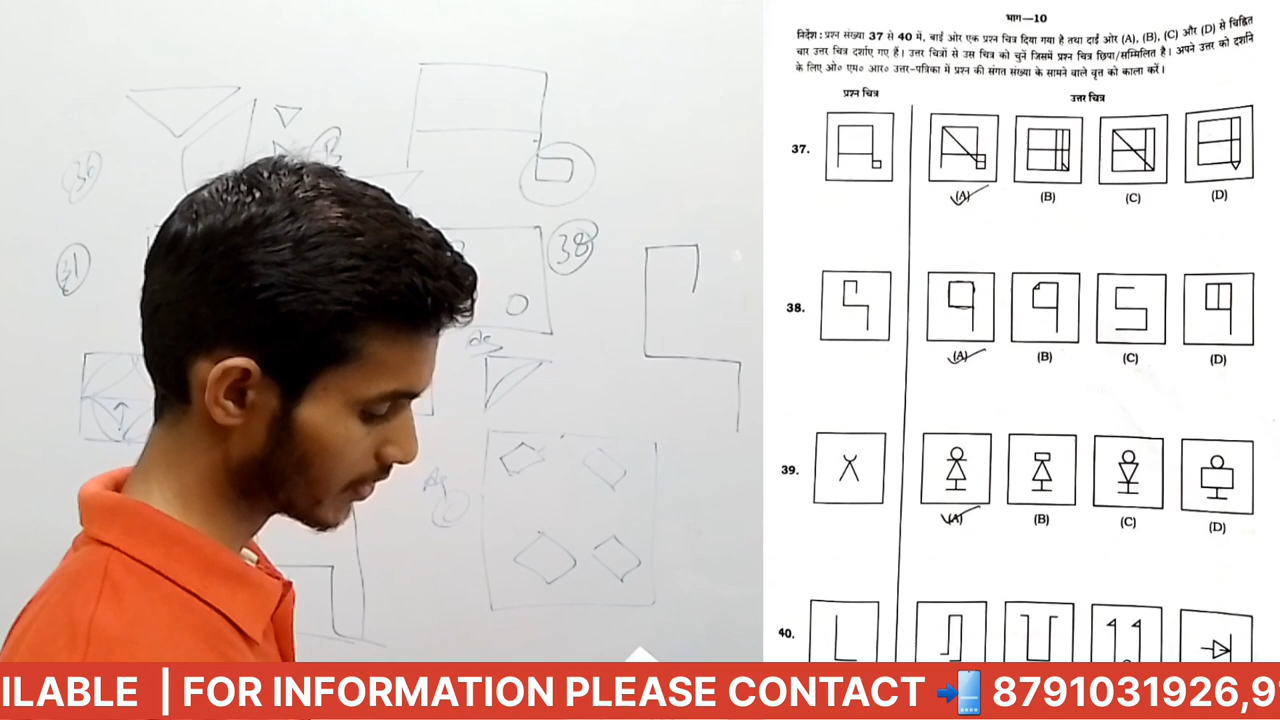 भाग—10
निर्देश : प्रश्न संख्या 37 से 40 में, बाईं ओर एक प्रश्न चित्र दिया गया है तथा दाईं ओर (A), (B), (C) और (D) से चिह्नित
चार उत्तर चित्र दर्शाए गए हैं। उत्तर चित्रों से उस चित्र को चुनें जिसमें प्रश्न चित्र छिपा/सम्मिलित है। अपने उत्तर को दर्शाने
के लिए ओ० एम० आर० उत्तर-पत्रिका में प्रश्न की संगत संख्या के सामने वाले वृत्त को काला करें।
प्रश्न चित्र
उत्तर चित्र
37.
(A) (B) (C) (D)
38.
(A) (B) (C) (D)
39.
(A) (B) (C) (D)
40.
31
38
ILABLE | FOR INFORMATION PLEASE CONTACT 📲 8791031926,9